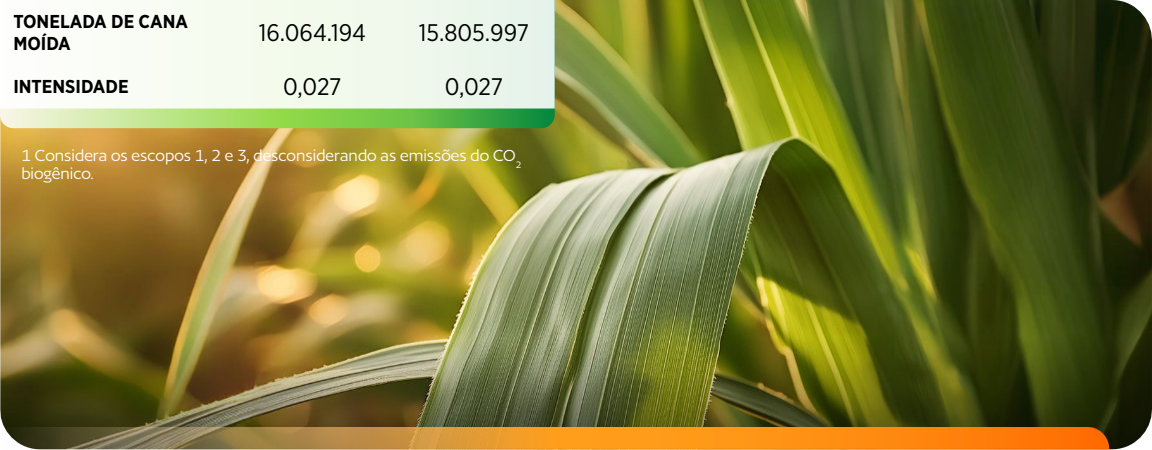 TONELADA DE CANA
MOÍDA
16.064.194 15.805.997
INTENSIDADE 0,027 0,027
1 Considera os escopos 1, 2 e 3, desconsiderando as emissões do CO₂
biogênico.